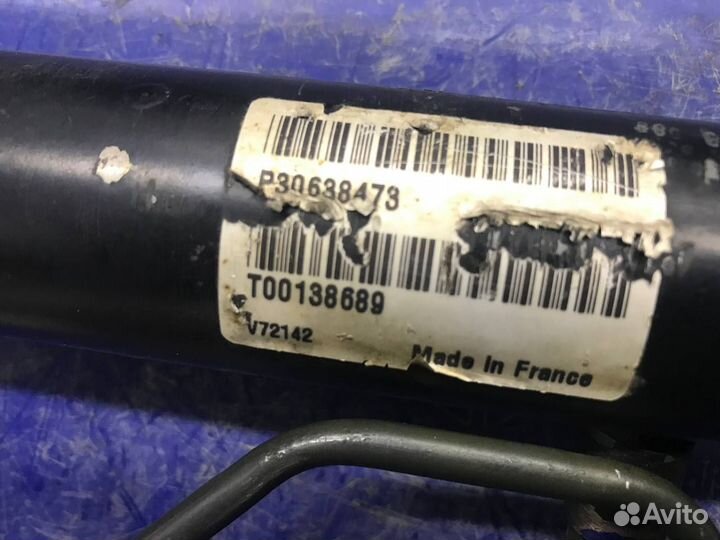 P30638473
T00138689
V72142
Made in France
Avito